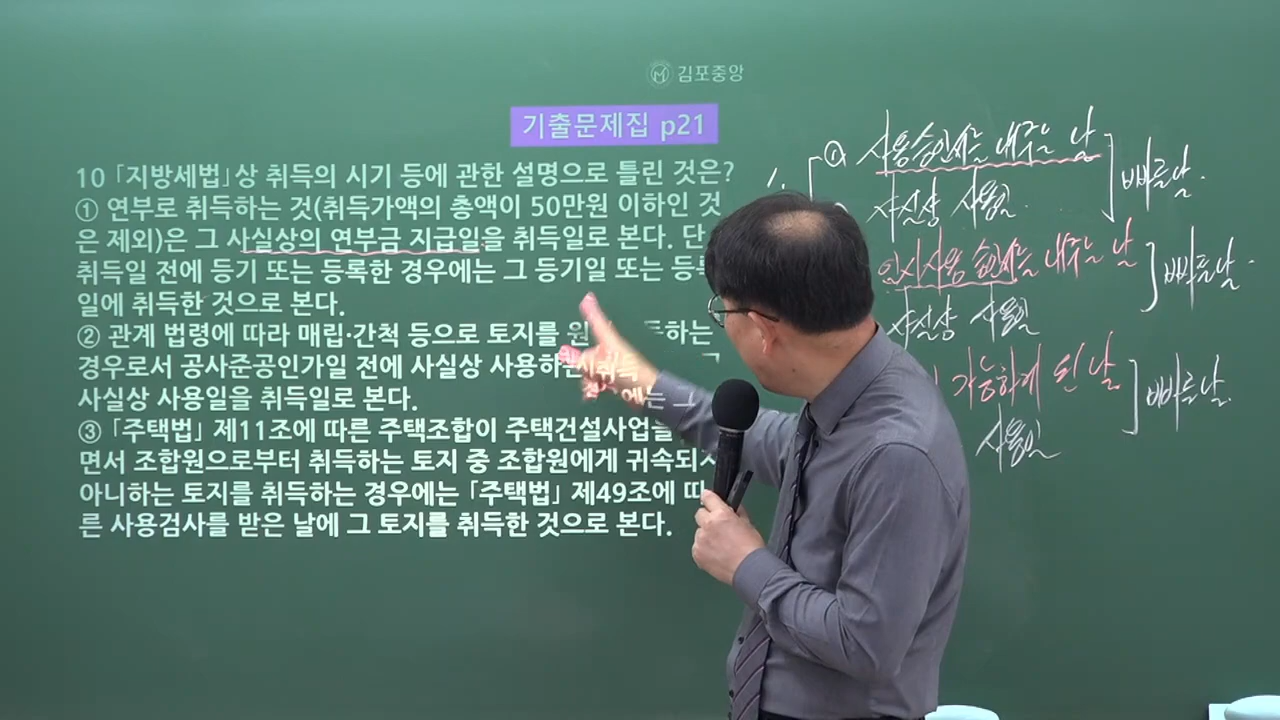 김포중앙
기출문제집 p21
10 「지방세법」상 취득의 시기 등에 관한 설명으로 틀린 것은?
① 연부로 취득하는 것(취득가액의 총액이 50만원 이하인 것
은 제외)은 그 사실상의 연부금 지급일을 취득일로 본다. 단
취득일 전에 등기 또는 등록한 경우에는 그 등기일 또는
일에 취득한 것으로 본다.
② 관계 법령에 따라 매립·간척 등으로 토지를 원
경우로서 공사준공인가일 전에 사실상 사용하는
사실상 사용일을 취득일로 본다.
③ 「주택법」 제11조에 따른 주택조합이 주택건설사업을
면서 조합원으로부터 취득하는 토지 중 조합원에게 귀속되지
아니하는 토지를 취득하는 경우에는 「주택법」 제49조에 따
른 사용검사를 받은 날에 그 토지를 취득한 것으로 본다.
사용승인서를 내주는 날
사실상 사용일
빠른날
임시사용 승인서를 내주는 날
사실상 사용일
빠른날
가능하게 된 날
사용일
빠른날